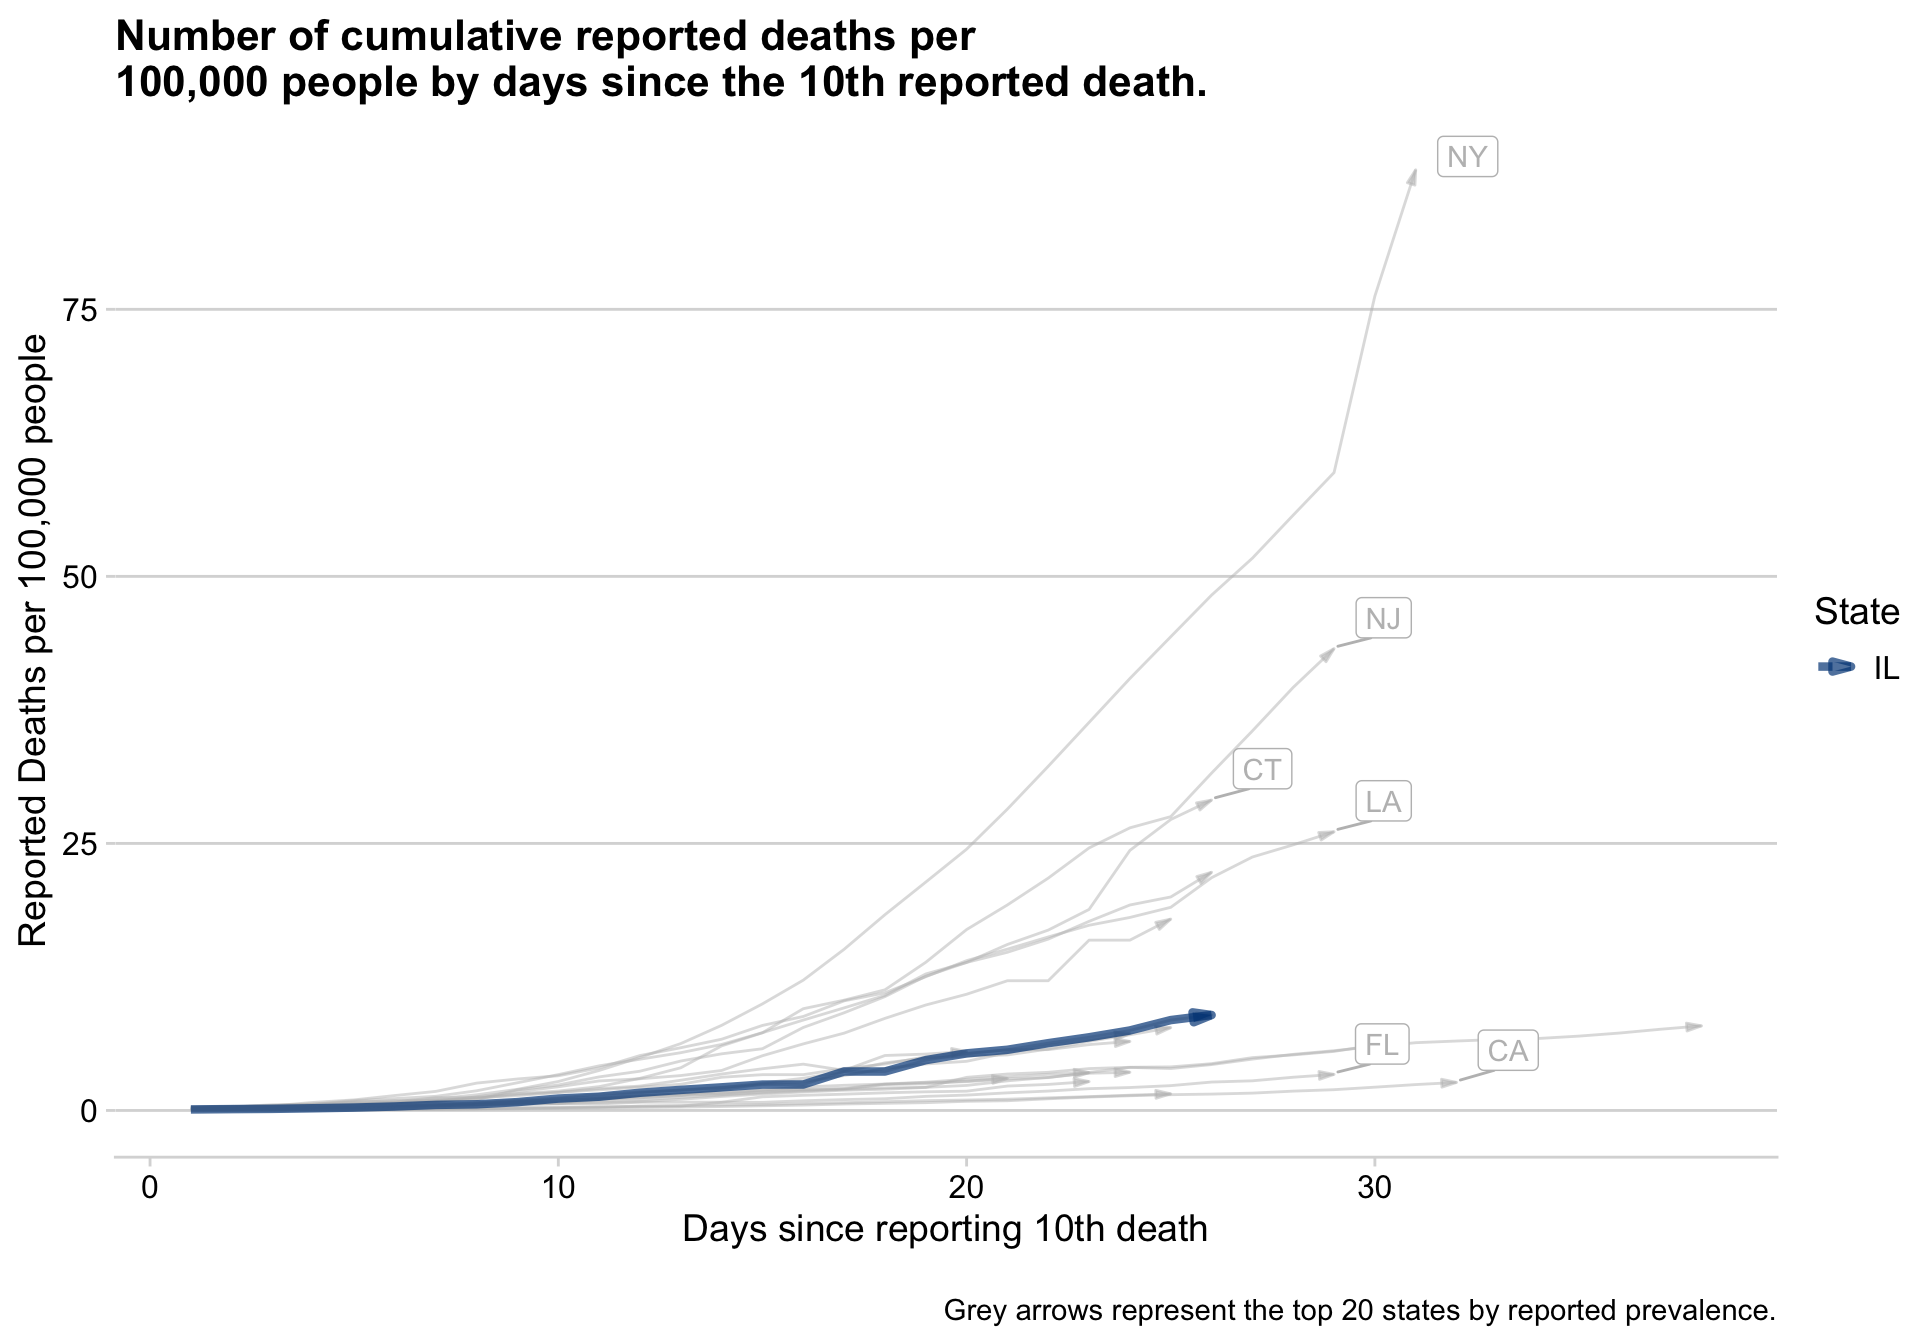 Number of cumulative reported deaths per
100,000 people by days since the 10th reported death.
NY
75
Reported Deaths per 100,000 people
50
NJ
State
IL
CT
LA
25
FL
CA
0
0
10
20
30
Days since reporting 10th death
Grey arrows represent the top 20 states by reported prevalence.